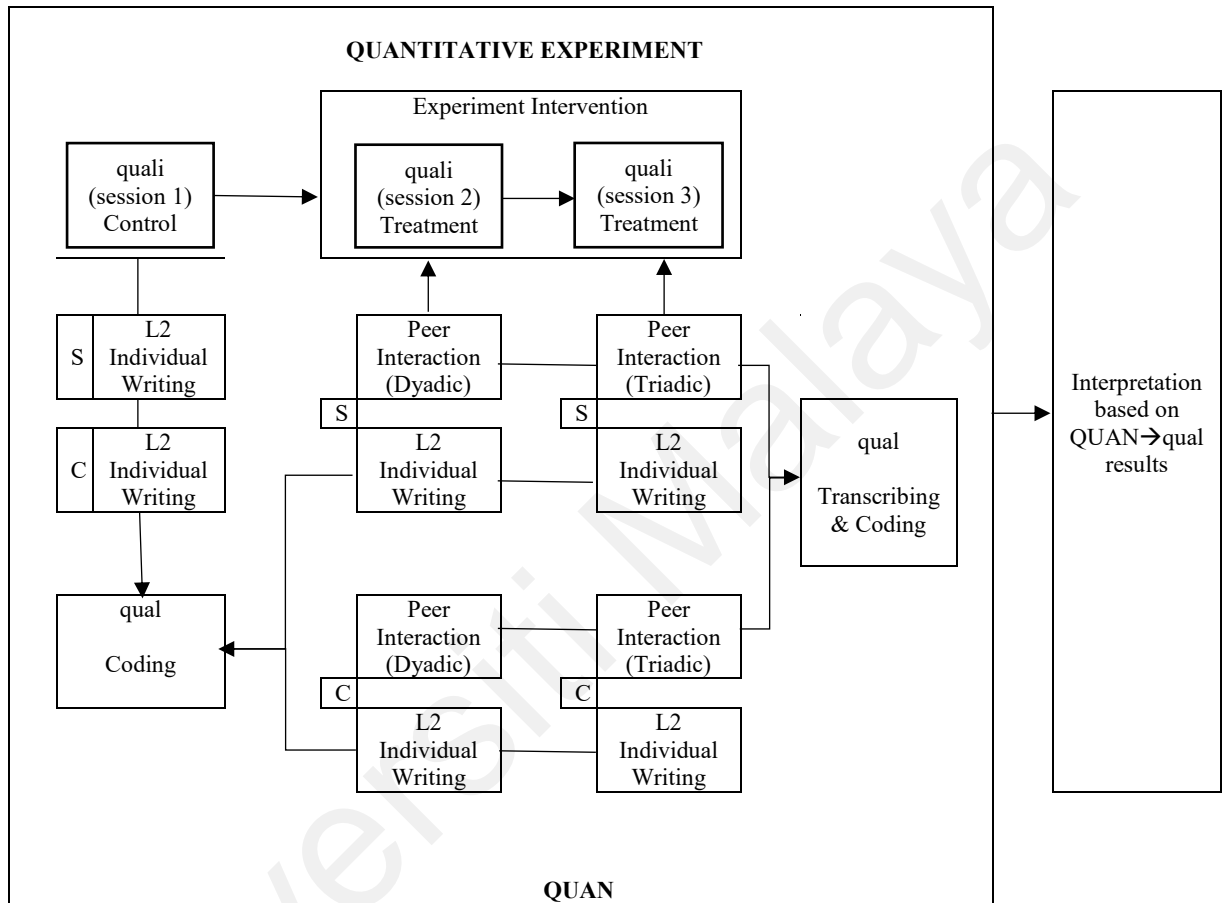 QUANTITATIVE EXPERIMENT
Experiment Intervention
quali
(session 1)
Control
quali
(session 2)
Treatment
quali
(session 3)
Treatment
S
L2
Individual
Writing
C
L2
Individual
Writing
qual
Coding
Peer
Interaction
(Dyadic)
S
L2
Individual
Writing
Peer
Interaction
(Triadic)
S
L2
Individual
Writing
Peer
Interaction
(Dyadic)
C
L2
Individual
Writing
Peer
Interaction
(Triadic)
C
L2
Individual
Writing
qual
Transcribing
& Coding
QUAN
Interpretation
based on
QUAN→qual
results
versiti Malaya